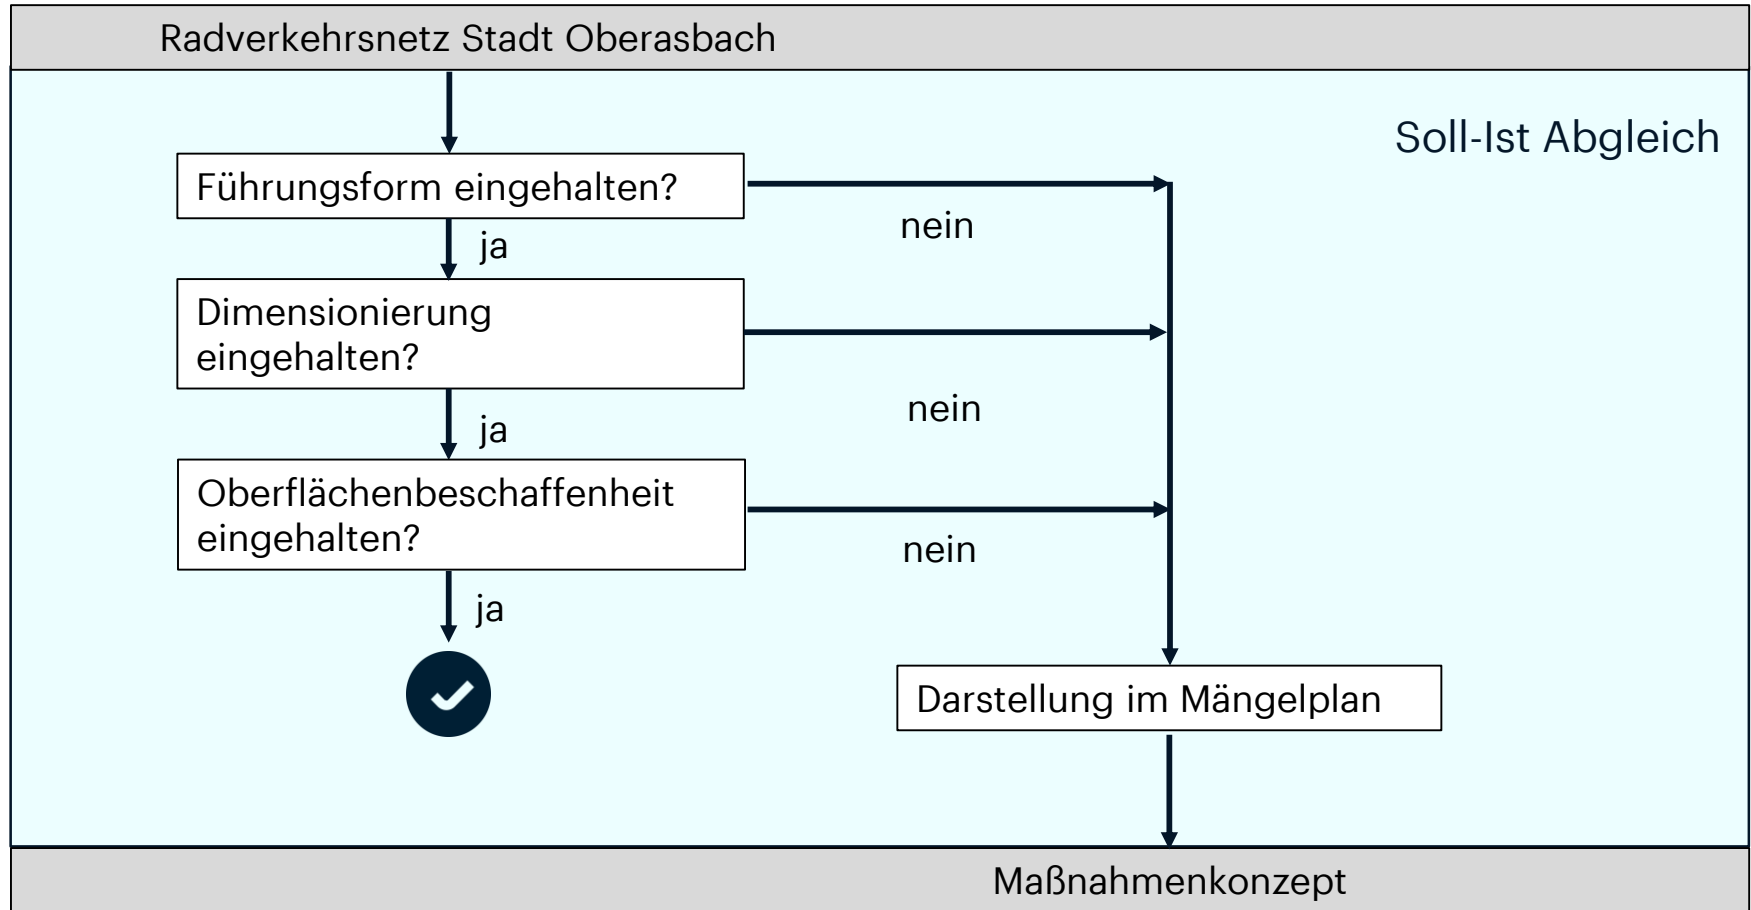 Radverkehrsnetz Stadt Oberasbach
Soll-Ist Abgleich
Führungsform eingehalten?
nein
ja
Dimensionierung
eingehalten?
nein
ja
Oberflächenbeschaffenheit
eingehalten?
nein
ja
Darstellung im Mängelplan
Maßnahmenkonzept